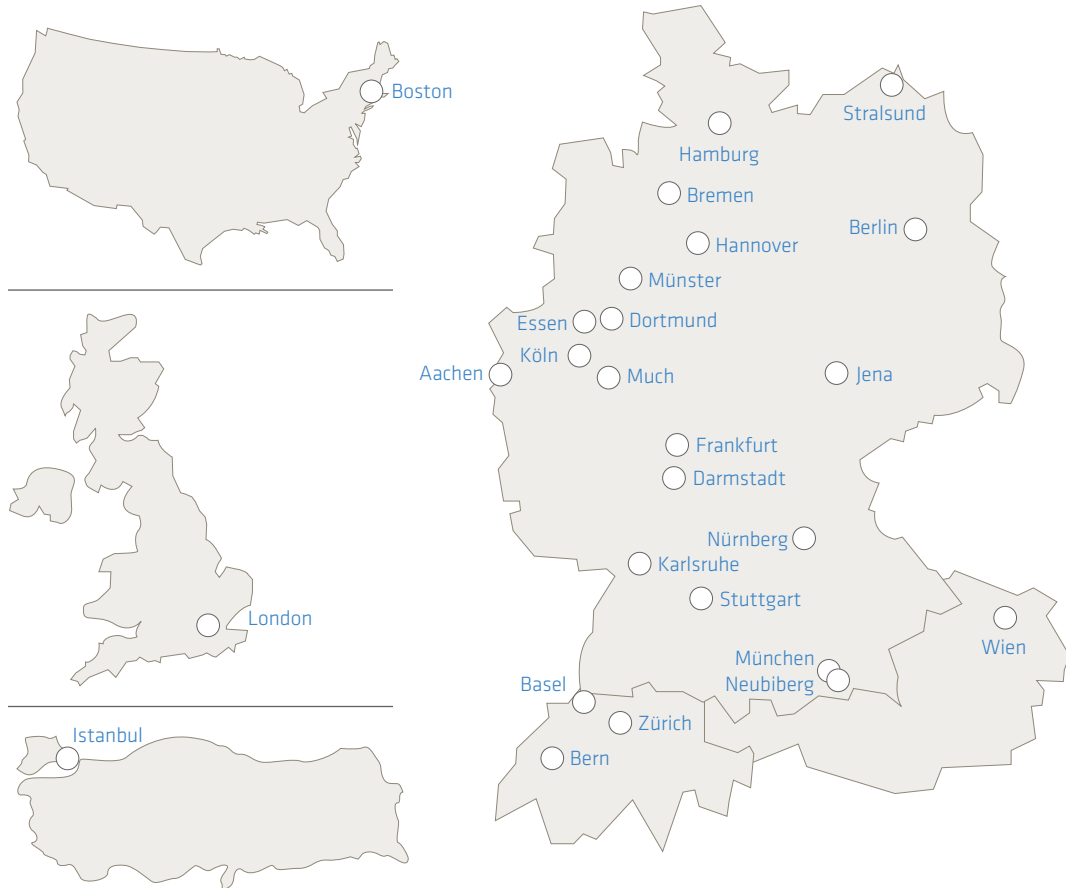 Boston
London
Istanbul
Stralsund
Hamburg
Bremen
Berlin
Hannover
Münster
Essen
Dortmund
Köln
Aachen
Much
Jena
Frankfurt
Darmstadt
Nürnberg
Karlsruhe
Stuttgart
Wien
München
Neubiberg
Basel
Zürich
Bern